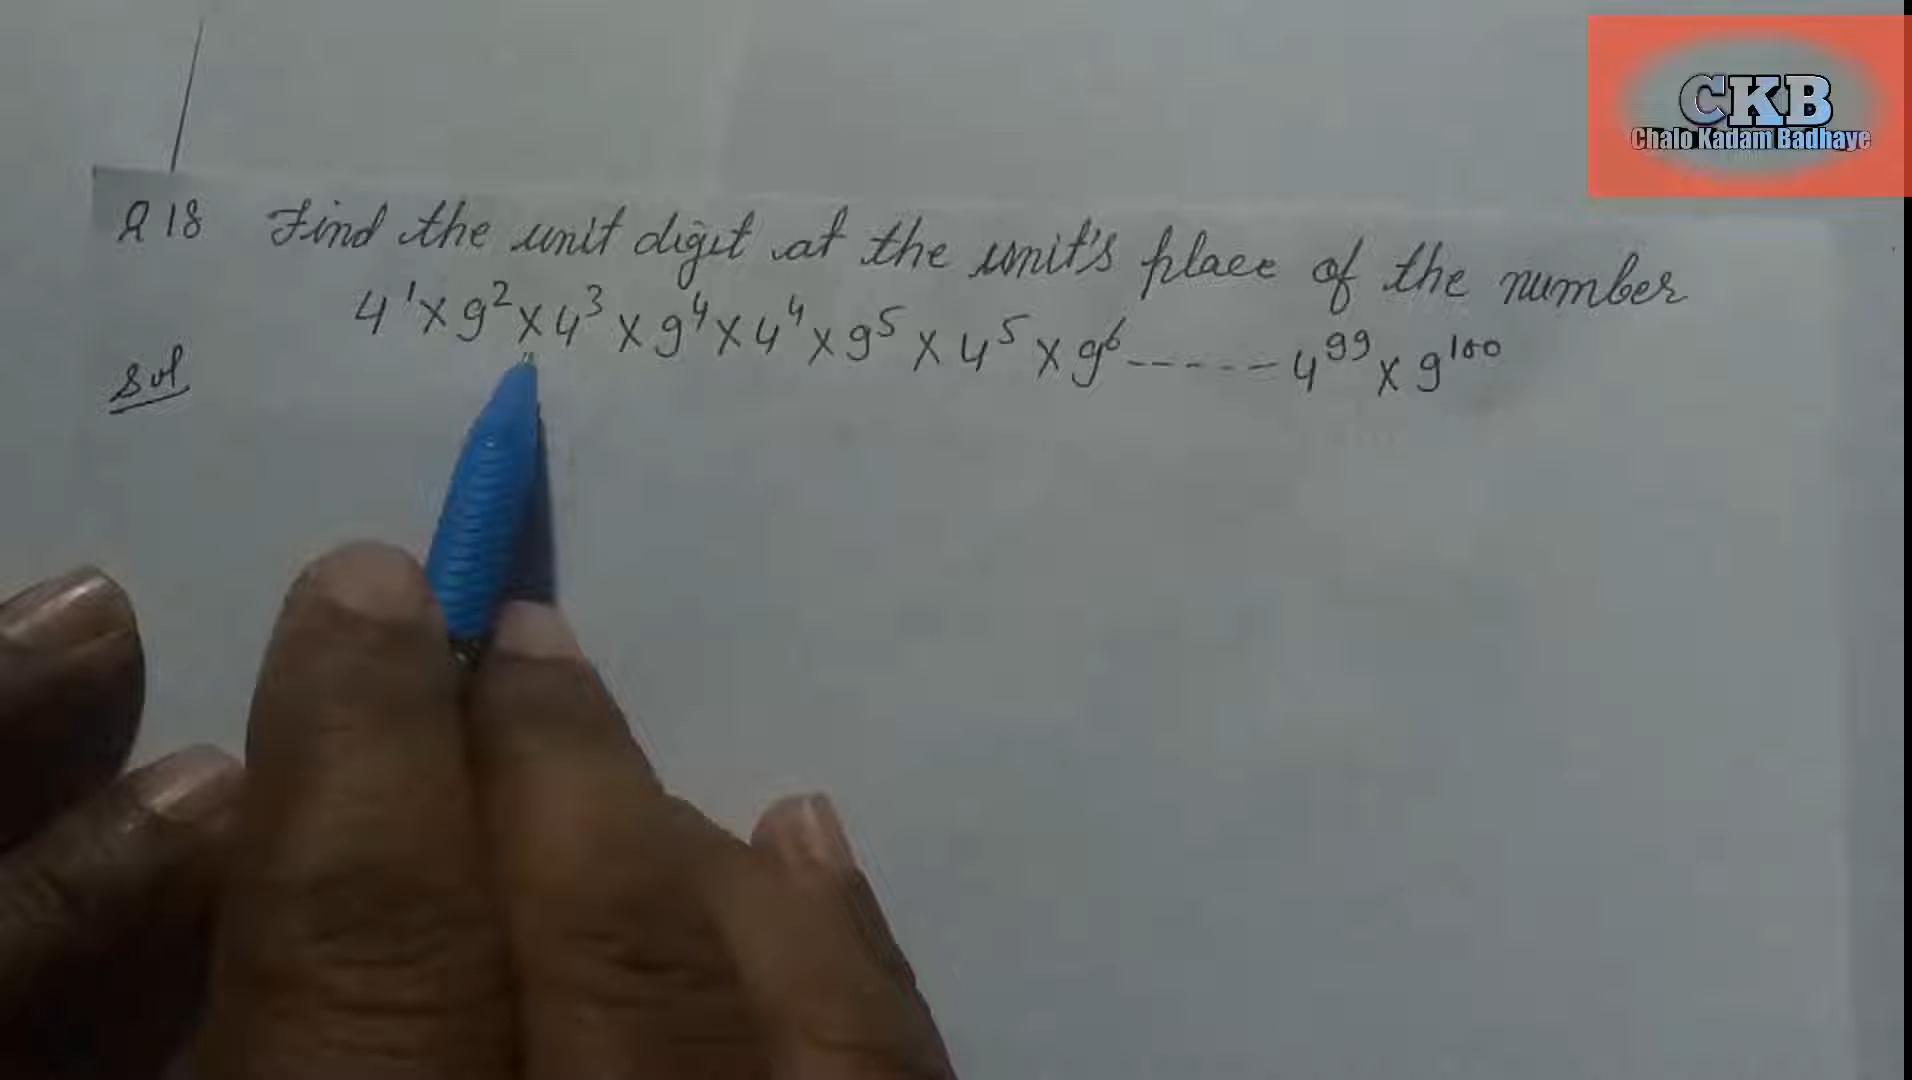 CKB
Chalo Kadam Badhaye
Q 18 Find the unit digit at the unit's place of the number
4¹ x 9² x 4³ x 9⁴ x 4⁴ x 9⁵ x 4⁵ x 9⁶ ------ 4⁹⁹ x 9¹⁰⁰
Sol